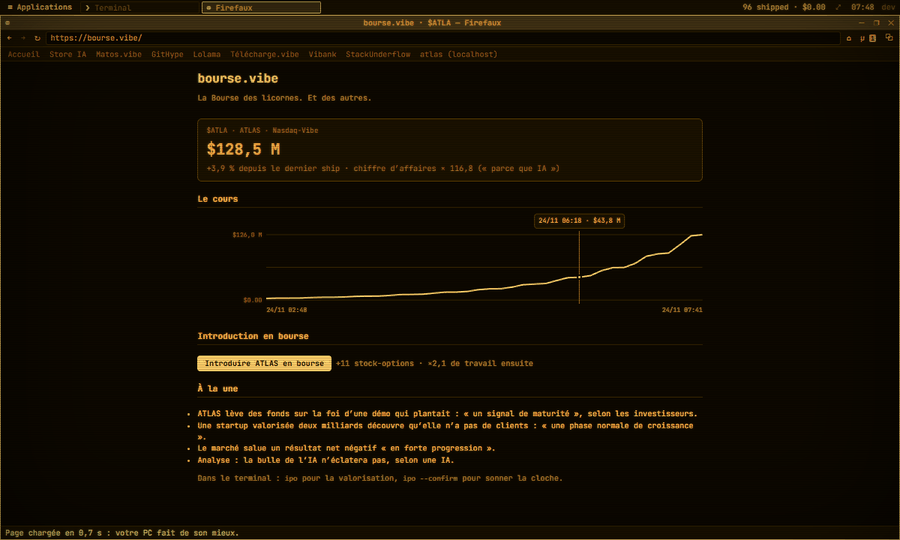 Applications
Terminal
Firefaux
96 shipped · $0.00
07:48
dev
bourse.vibe · $ATLA — Firefaux
https://bourse.vibe/
Accueil Store IA Matos.vibe GitHype Lolama Télécharge.vibe Vibank StackUnderflow atlas (localhost)
bourse.vibe
La Bourse des licornes. Et des autres.
$ATLA · ATLAS · Nasdaq-Vibe
$128,5 M
+3,9 % depuis le dernier ship · chiffre d'affaires × 116,8 (« parce que IA »)
Le cours
24/11 06:18 · $43,8 M
$126,0 M
$0.00
24/11 02:48
24/11 07:41
Introduction en bourse
Introduire ATLAS en bourse +11 stock-options · ×2,1 de travail ensuite
À la une
• ATLAS lève des fonds sur la foi d'une démo qui plantait : « un signal de maturité », selon les investisseurs.
• Une startup valorisée deux milliards découvre qu'elle n'a pas de clients : « une phase normale de croissance
».
• Le marché salue un résultat net négatif « en forte progression ».
• Analyse : la bulle de l'IA n'éclatera pas, selon une IA.
Dans le terminal : ipo pour la valorisation, ipo --confirm pour sonner la cloche.
Page chargée en 0,7 s : votre PC fait de son mieux.